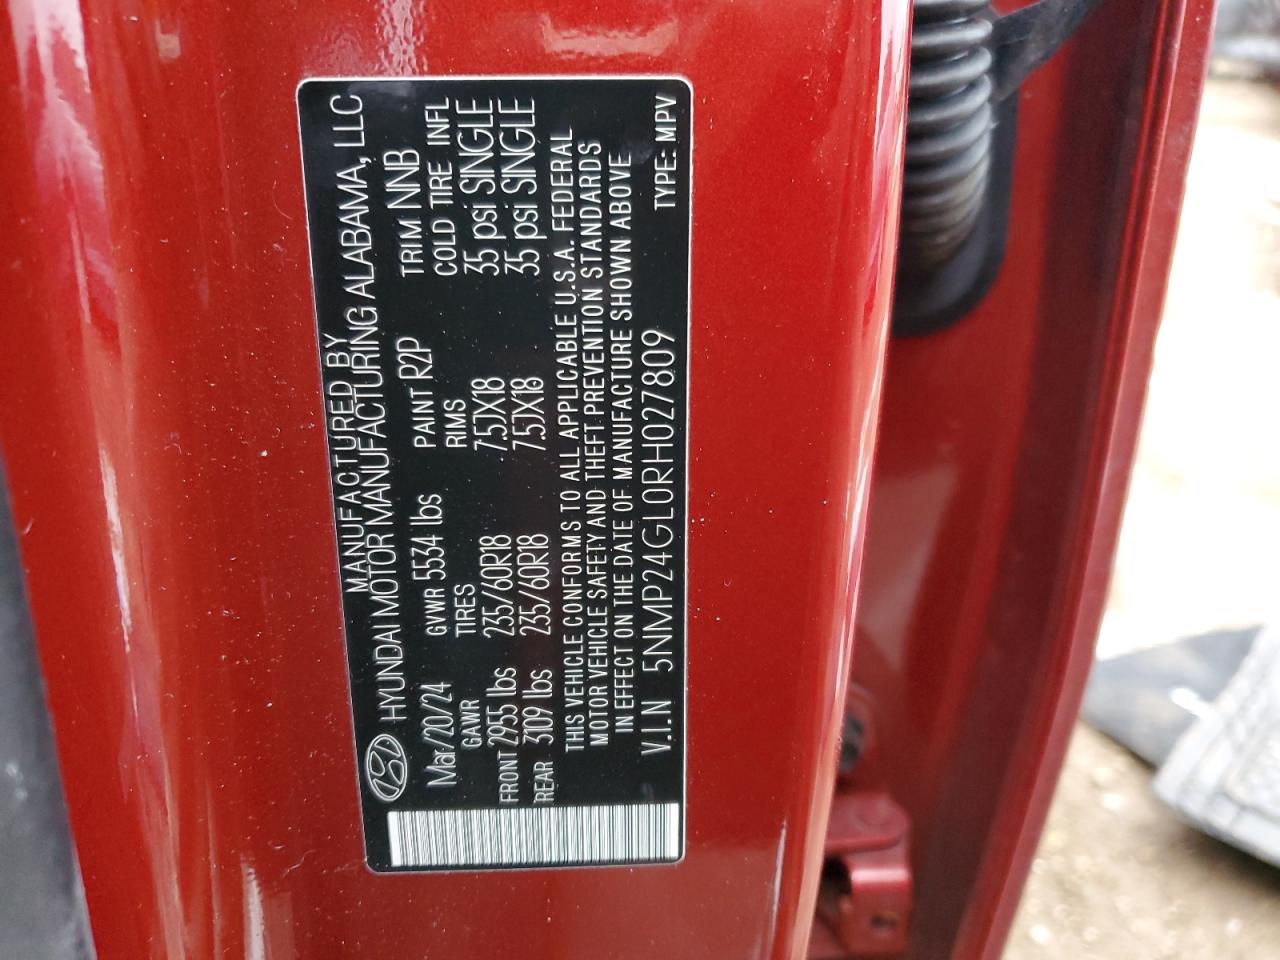 MANUFACTURED BY
HYUNDAI MOTOR MANUFACTURING ALABAMA, LLC
Mar/20/24 GVWR 5534 lbs PAINT R2P TRIM NNB
GAWR TIRES RIMS COLD TIRE INFL
FRONT 2955 lbs 235/60R18 7.5JX18 35 psi SINGLE
REAR 3109 lbs 235/60R18 7.5JX18 35 psi SINGLE
THIS VEHICLE CONFORMS TO ALL APPLICABLE U.S.A. FEDERAL
MOTOR VEHICLE SAFETY AND THEFT PREVENTION STANDARDS
IN EFFECT ON THE DATE OF MANUFACTURE SHOWN ABOVE
V.I.N 5NMP24GL0RH027809 TYPE: MPV